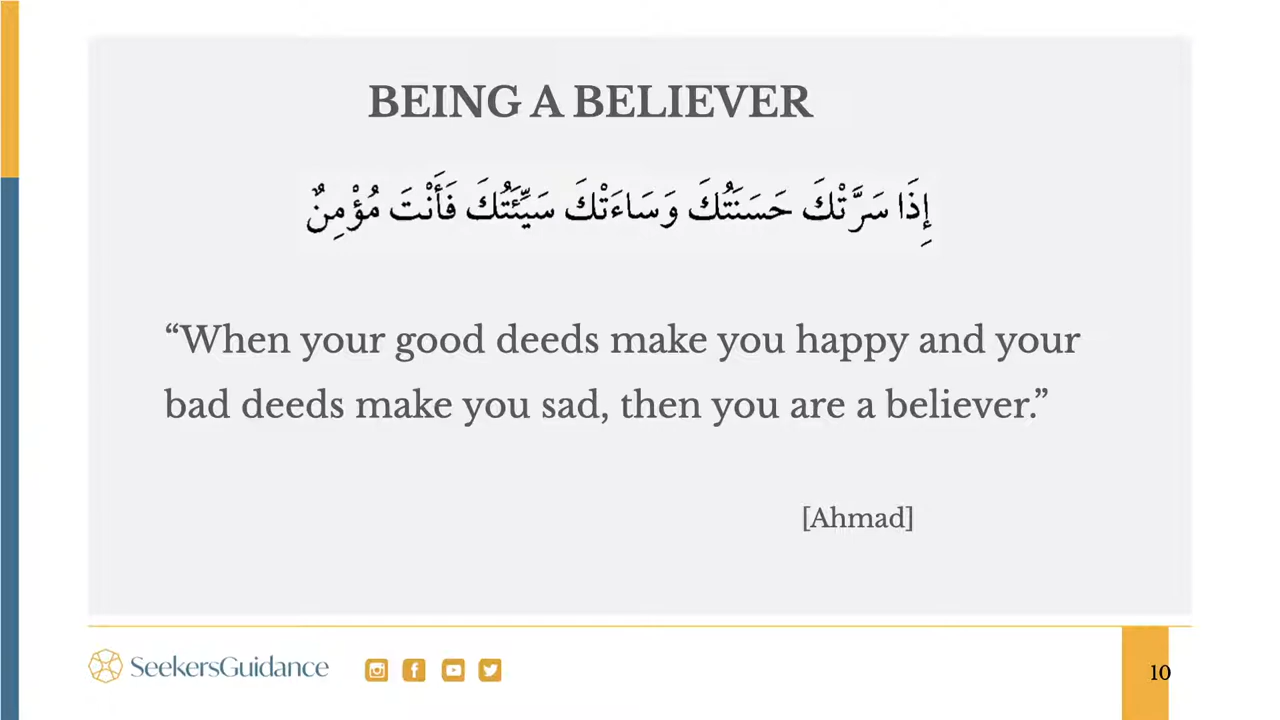 BEING A BELIEVER
إِذَا سَرَّتْكَ حَسَنَتُكَ وَسَاءَتْكَ سَيِّئَتُكَ فَأَنْتَ مُؤْمِنٌ
“When your good deeds make you happy and your
bad deeds make you sad, then you are a believer.”
[Ahmad]
SeekersGuidance
10